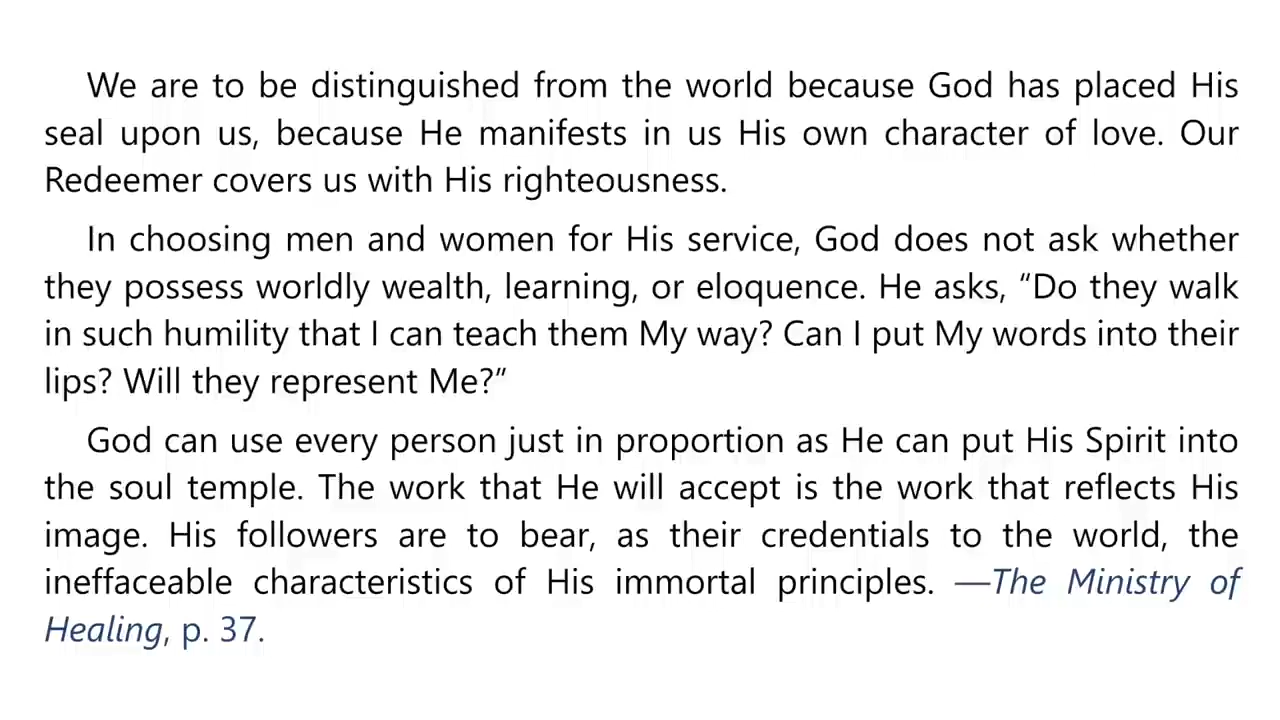 We are to be distinguished from the world because God has placed His
seal upon us, because He manifests in us His own character of love. Our
Redeemer covers us with His righteousness.
In choosing men and women for His service, God does not ask whether
they possess worldly wealth, learning, or eloquence. He asks, “Do they walk
in such humility that I can teach them My way? Can I put My words into their
lips? Will they represent Me?”
God can use every person just in proportion as He can put His Spirit into
the soul temple. The work that He will accept is the work that reflects His
image. His followers are to bear, as their credentials to the world, the
ineffaceable characteristics of His immortal principles. —The Ministry of
Healing, p. 37.